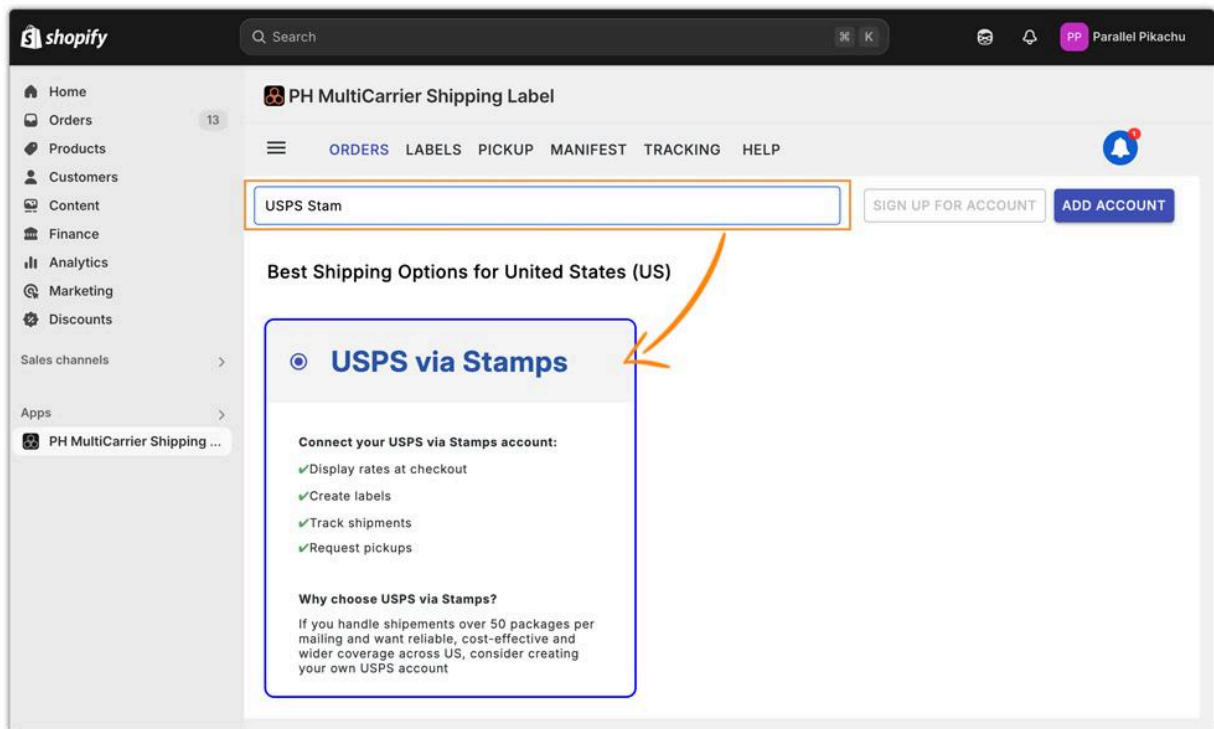 shopify
Search
⌘ K
PP
Parallel Pikachu
Home
Orders 13
Products
Customers
Content
Finance
Analytics
Marketing
Discounts
Sales channels
Apps
PH MultiCarrier Shipping ...
PH MultiCarrier Shipping Label
ORDERS LABELS PICKUP MANIFEST TRACKING HELP
1
USPS Stam
SIGN UP FOR ACCOUNT
ADD ACCOUNT
Best Shipping Options for United States (US)
USPS via Stamps
Connect your USPS via Stamps account:
✔Display rates at checkout
✔Create labels
✔Track shipments
✔Request pickups
Why choose USPS via Stamps?
If you handle shipements over 50 packages per
mailing and want reliable, cost-effective and
wider coverage across US, consider creating
your own USPS account